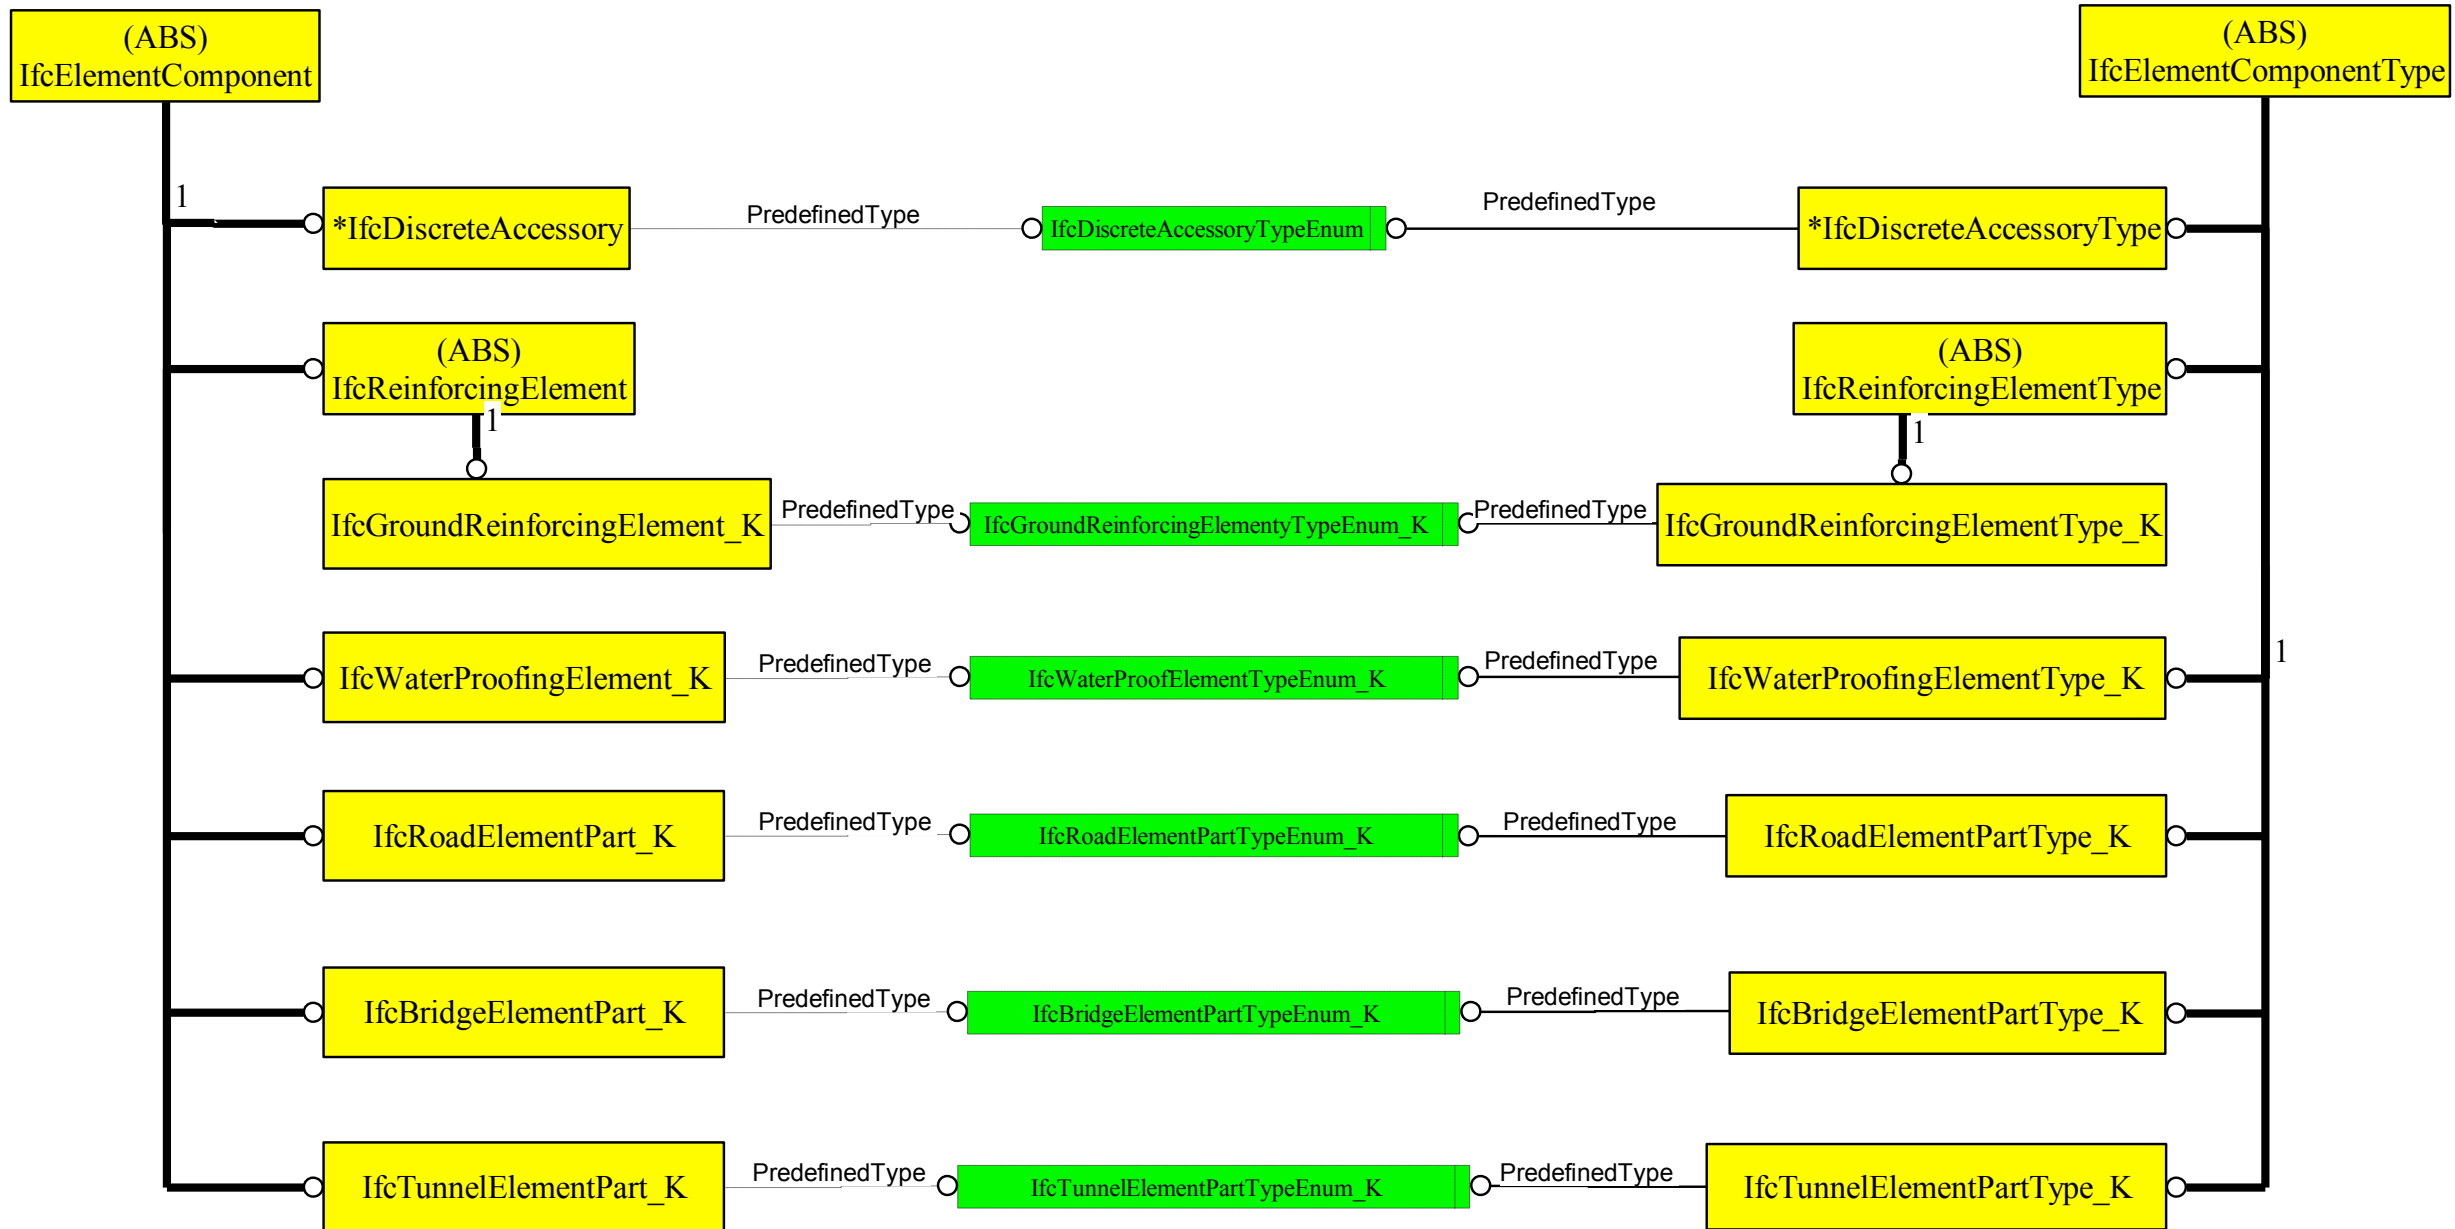 (ABS)
IfcElementComponent
(ABS)
IfcElementComponentType
1
*IfcDiscreteAccessory
PredefinedType
IfcDiscreteAccessoryTypeEnum
PredefinedType
*IfcDiscreteAccessoryType
(ABS)
IfcReinforcingElement
1
(ABS)
IfcReinforcingElementType
1
IfcGroundReinforcingElement_K
PredefinedType
IfcGroundReinforcingElementyTypeEnum_K
PredefinedType
IfcGroundReinforcingElementType_K
IfcWaterProofingElement_K
PredefinedType
IfcWaterProofElementTypeEnum_K
PredefinedType
IfcWaterProofingElementType_K
1
IfcRoadElementPart_K
PredefinedType
IfcRoadElementPartTypeEnum_K
PredefinedType
IfcRoadElementPartType_K
IfcBridgeElementPart_K
PredefinedType
IfcBridgeElementPartTypeEnum_K
PredefinedType
IfcBridgeElementPartType_K
IfcTunnelElementPart_K
PredefinedType
IfcTunnelElementPartTypeEnum_K
PredefinedType
IfcTunnelElementPartType_K